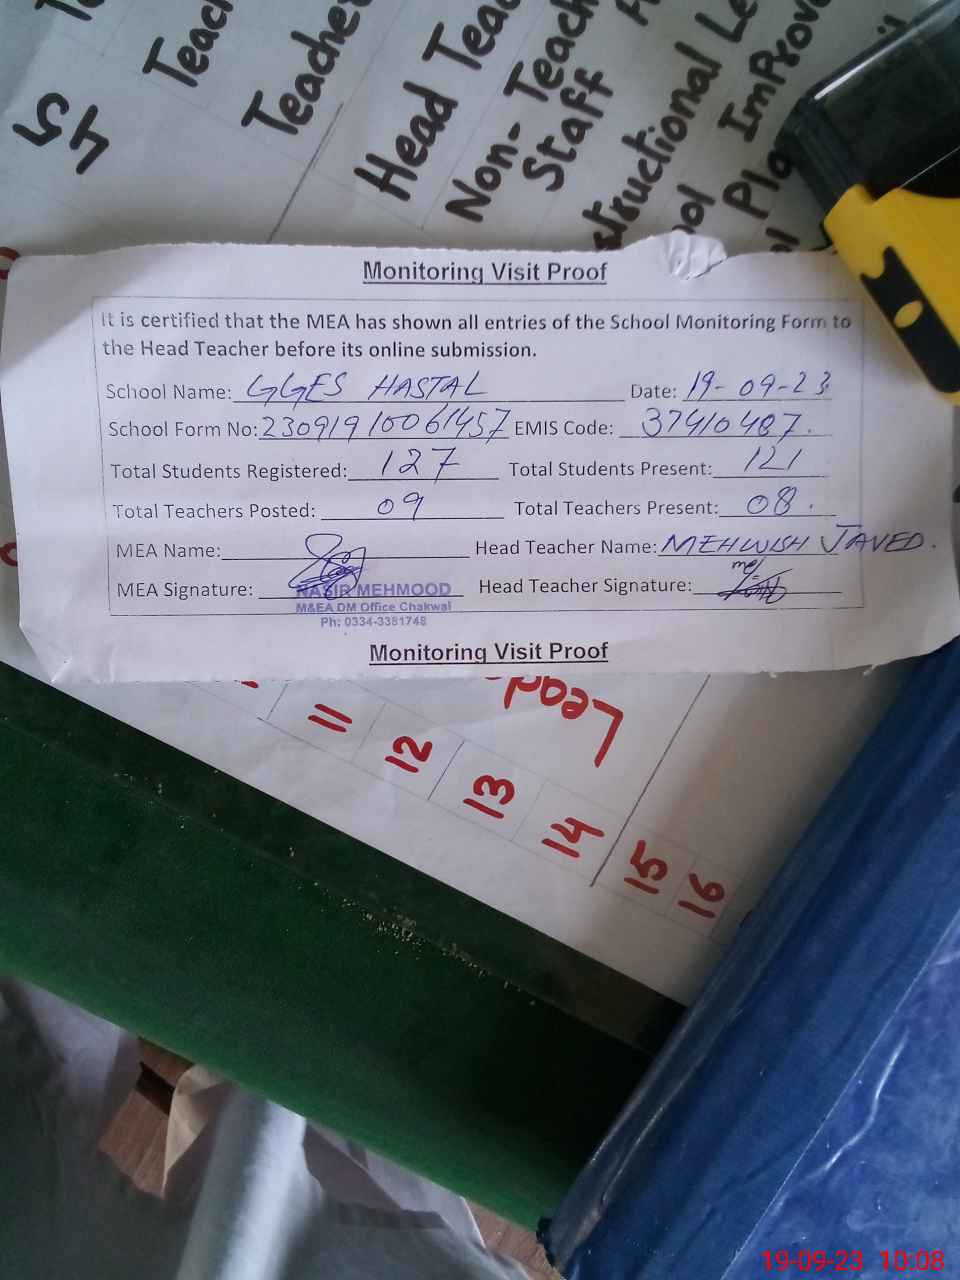 Teac
Teache
Head Teac
Non-Teach
Staff
structional Le
Improve
Pla
Monitoring Visit Proof
It is certified that the MEA has shown all entries of the School Monitoring Form to
the Head Teacher before its online submission.
School Name: GGES HASTAL Date: 19-09-23
School Form No: 23091910061457 EMIS Code: 37410487.
Total Students Registered: 127 Total Students Present: 121
Total Teachers Posted: 09 Total Teachers Present: 08.
MEA Name: Head Teacher Name: MEHWISH JAVED.
MEA Signature: Head Teacher Signature:
NASIR MEHMOOD
M&EA DM Office Chakwal
Ph: 0334-3381748
Monitoring Visit Proof
Lead
11
12
13
14
15
16
19-09-23 10:08